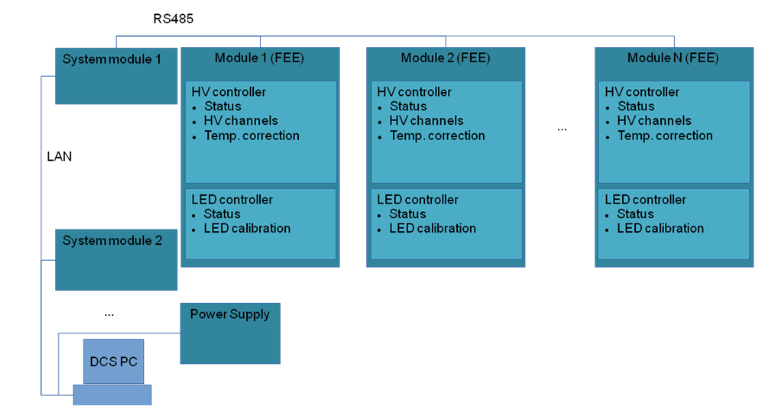 RS485
System module 1
Module 1 (FEE)
HV controller
• Status
• HV channels
• Temp. correction
LED controller
• Status
• LED calibration
Module 2 (FEE)
HV controller
• Status
• HV channels
• Temp. correction
LED controller
• Status
• LED calibration
...
Module N (FEE)
HV controller
• Status
• HV channels
• Temp. correction
LED controller
• Status
• LED calibration
LAN
System module 2
...
Power Supply
DCS PC